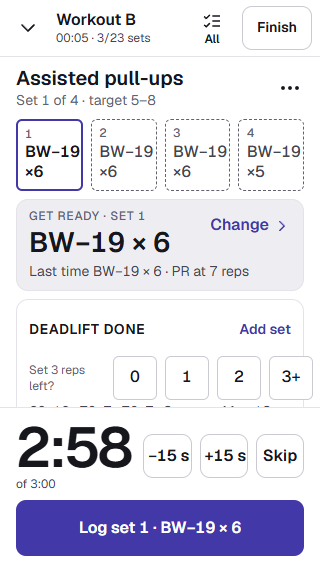 Workout B
00:05 · 3/23 sets
All
Finish
Assisted pull-ups
Set 1 of 4 · target 5–8
1
BW−19
×6
2
BW−19
×6
3
BW−19
×6
4
BW−19
×5
GET READY · SET 1
Change
BW−19 × 6
Last time BW−19 × 6 · PR at 7 reps
DEADLIFT DONE
Add set
Set 3 reps
left?
0
1
2
3+
2:58
of 3:00
−15 s
+15 s
Skip
Log set 1 · BW−19 × 6